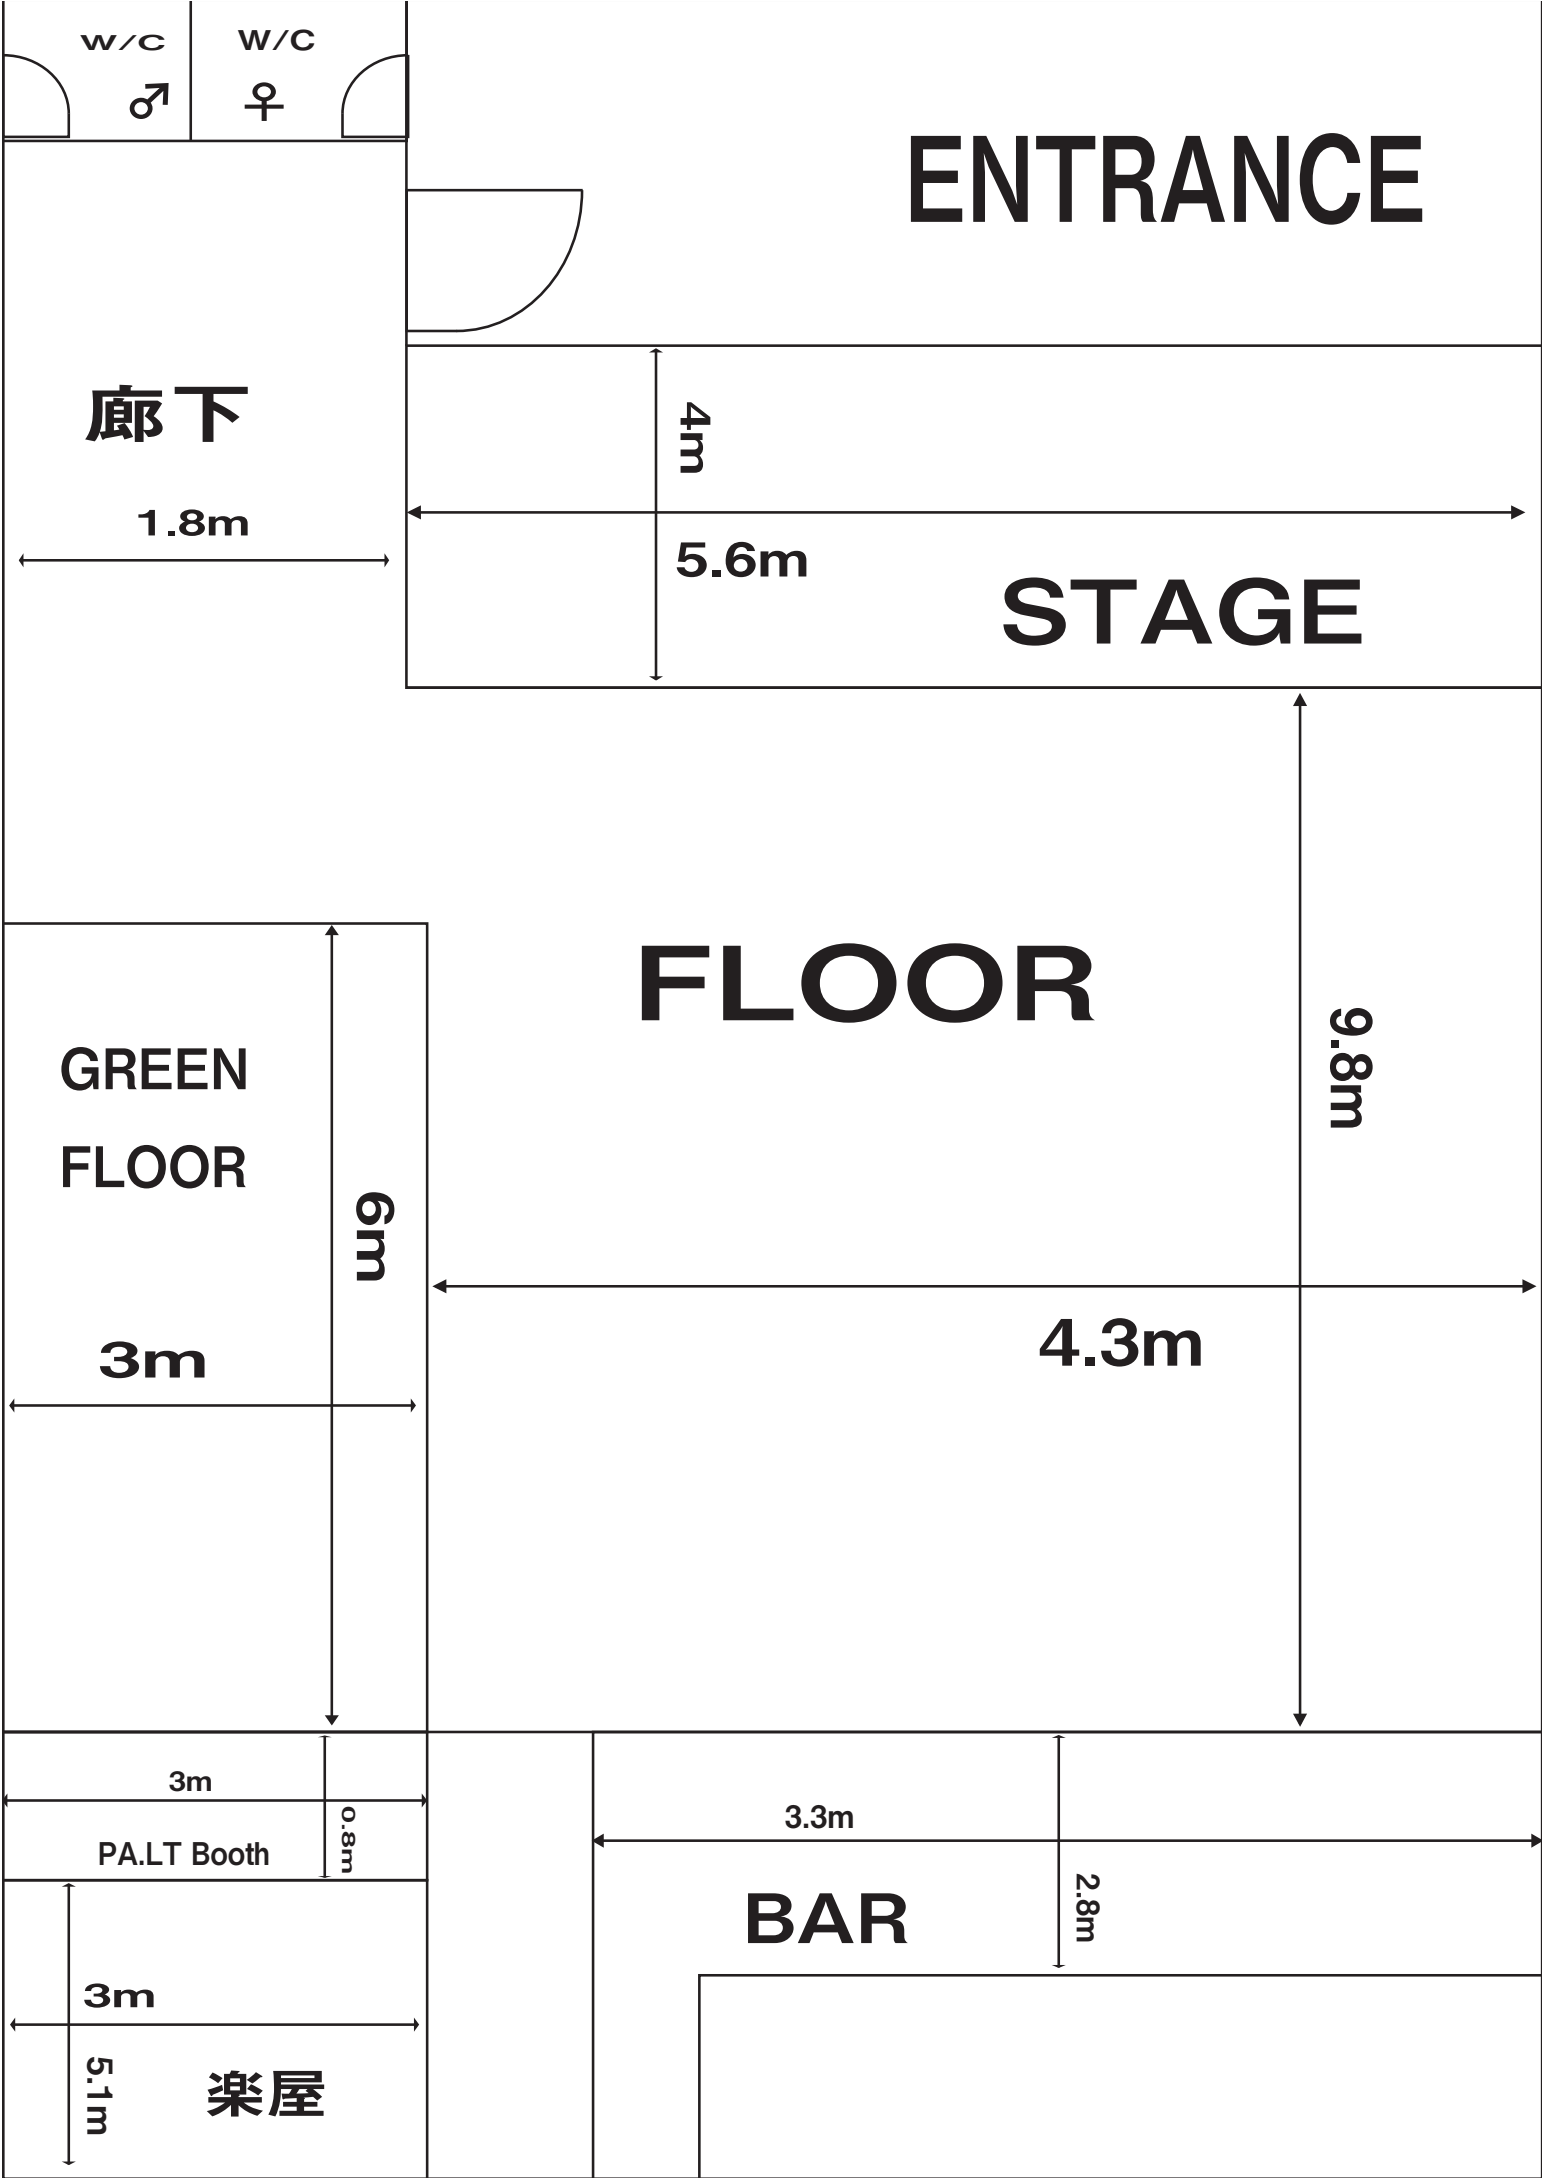 W/C
W/C
♂
♀
ENTRANCE
廊下
1.8m
4m
5.6m
STAGE
FLOOR
9.8m
GREEN
FLOOR
6m
3m
4.3m
3m
0.8m
PA.LT Booth
3.3m
2.8m
BAR
3m
5.1m
楽屋